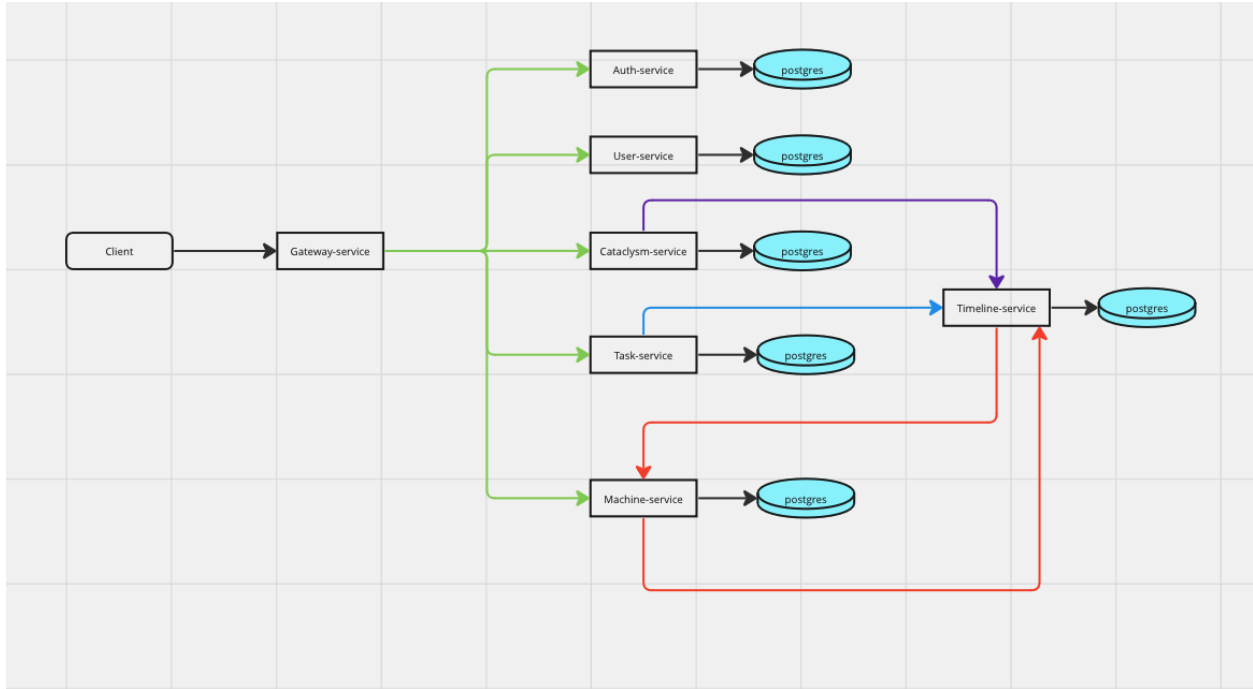 Auth-service
postgres
User-service
postgres
Client
Gateway-service
Cataclysm-service
postgres
Timeline-service
postgres
Task-service
postgres
Machine-service
postgres